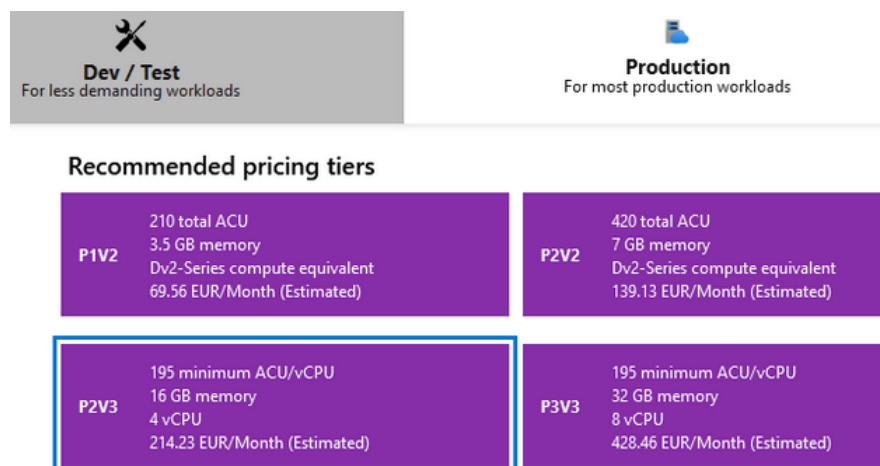 Dev / Test
For less demanding workloads
Production
For most production workloads
Recommended pricing tiers
P1V2
210 total ACU
3.5 GB memory
Dv2-Series compute equivalent
69.56 EUR/Month (Estimated)
P2V2
420 total ACU
7 GB memory
Dv2-Series compute equivalent
139.13 EUR/Month (Estimated)
P2V3
195 minimum ACU/vCPU
16 GB memory
4 vCPU
214.23 EUR/Month (Estimated)
P3V3
195 minimum ACU/vCPU
32 GB memory
8 vCPU
428.46 EUR/Month (Estimated)